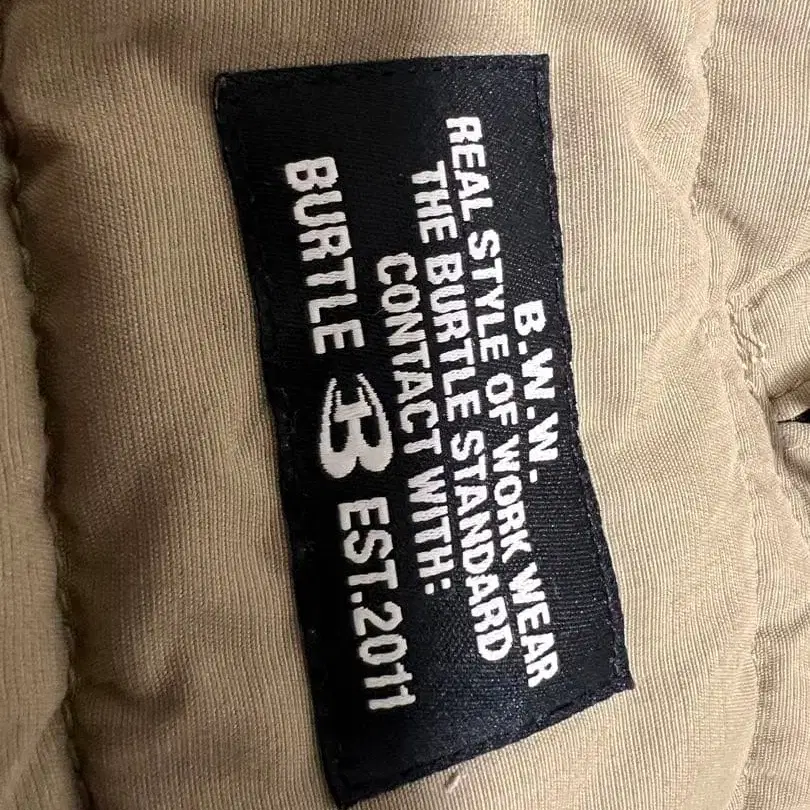 B.W.W.
REAL STYLE OF WORK WEAR
THE BURTLE STANDARD
CONTACT WITH:
BURTLE B EST.2011